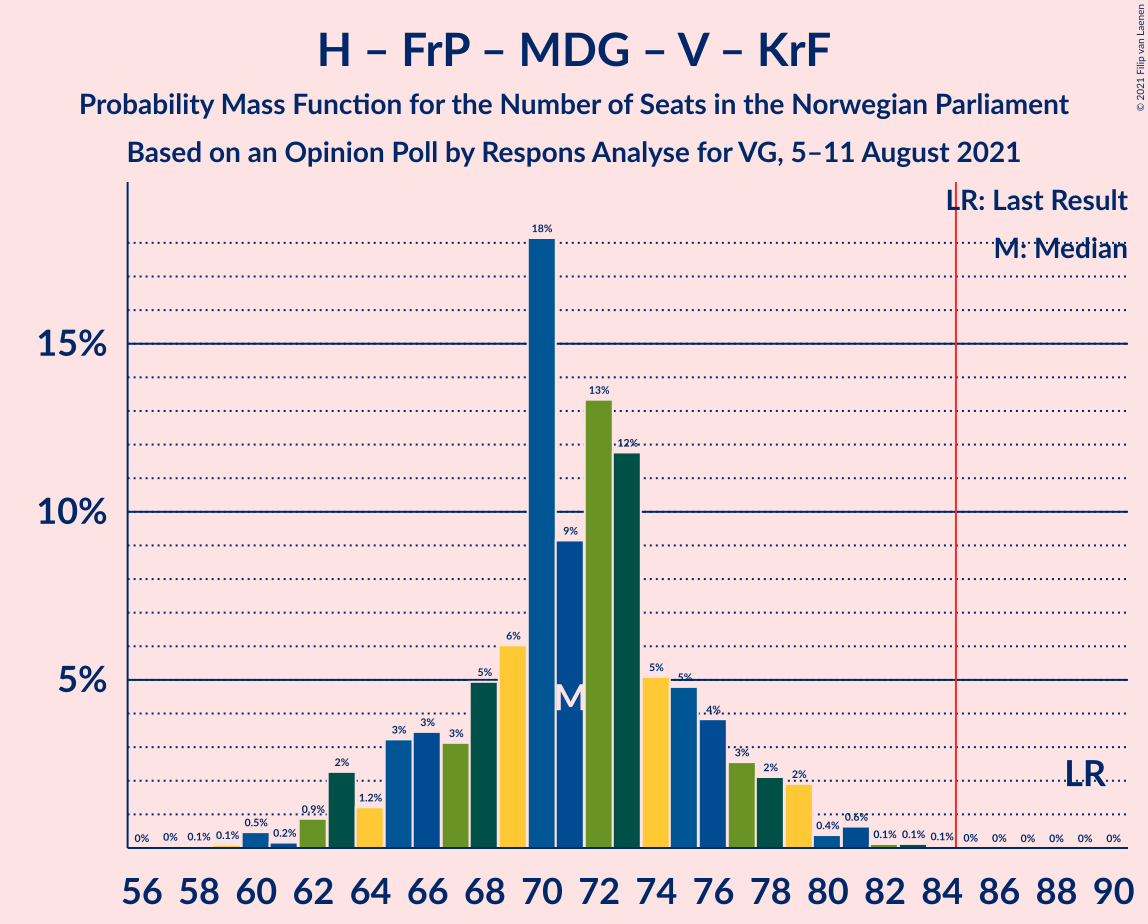 H – FrP – MDG – V – KrF
Probability Mass Function for the Number of Seats in the Norwegian Parliament
Based on an Opinion Poll by Respons Analyse for VG, 5–11 August 2021
© 2021 Filip van Laenen
LR: Last Result
M: Median
15%
10%
5%
0% 0% 0.1% 0.1% 0.5% 0.2% 0.9% 2% 1.2% 3% 3% 3% 5% 6% 18% 9% 13% 12% 5% 5% 4% 3% 2% 2% 0.4% 0.6% 0.1% 0.1% 0.1% 0% 0% 0% 0% 0% 0%
M
LR
56 58 60 62 64 66 68 70 72 74 76 78 80 82 84 86 88 90